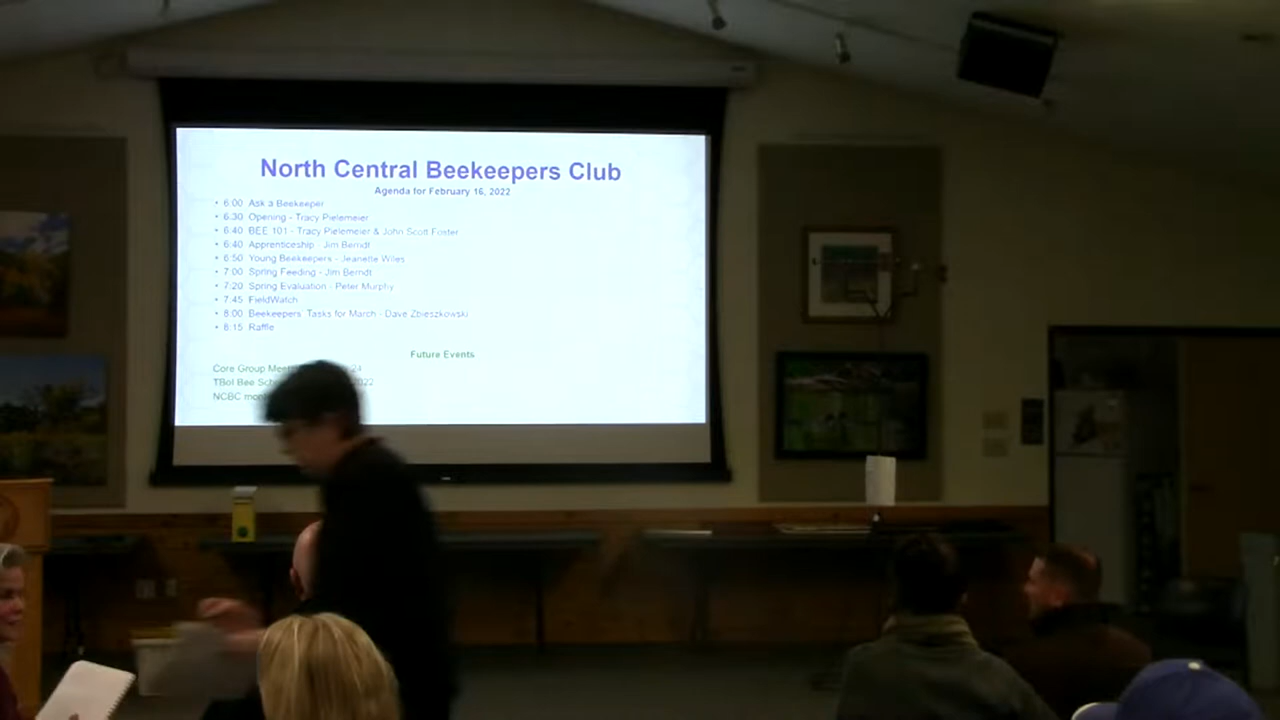 North Central Beekeepers Club
Agenda for February 16, 2022
• 6:00 Ask a Beekeeper
• 6:30 Opening - Tracy Pielemeier
• 6:40 BEE 101 - Tracy Pielemeier & John Scott Foster
• 6:40 Apprenticeship - Jim Berndt
• 6:50 Young Beekeepers - Jeanette Wiles
• 7:00 Spring Feeding - Jim Berndt
• 7:20 Spring Evaluation - Peter Murphy
• 7:45 FieldWatch
• 8:00 Beekeepers Tasks for March - Dave Zbieszkowski
• 8:15 Raffle
Future Events
Core Group 24
TBoI Bee 2022
NCBC